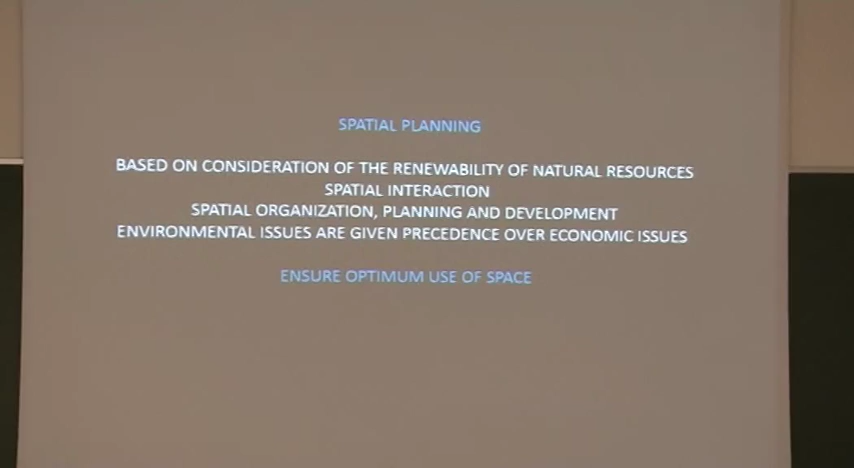 SPATIAL PLANNING
BASED ON CONSIDERATION OF THE RENEWABILITY OF NATURAL RESOURCES
SPATIAL INTERACTION
SPATIAL ORGANIZATION, PLANNING AND DEVELOPMENT
ENVIRONMENTAL ISSUES ARE GIVEN PRECEDENCE OVER ECONOMIC ISSUES
ENSURE OPTIMUM USE OF SPACE